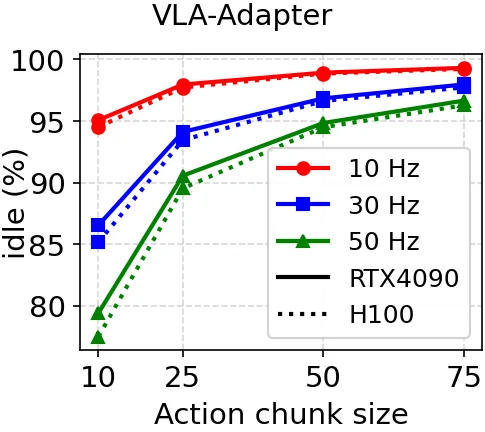 VLA-Adapter
idle (%)
100
95
90
85
80
10 Hz
30 Hz
50 Hz
RTX4090
H100
10 25 50 75
Action chunk size